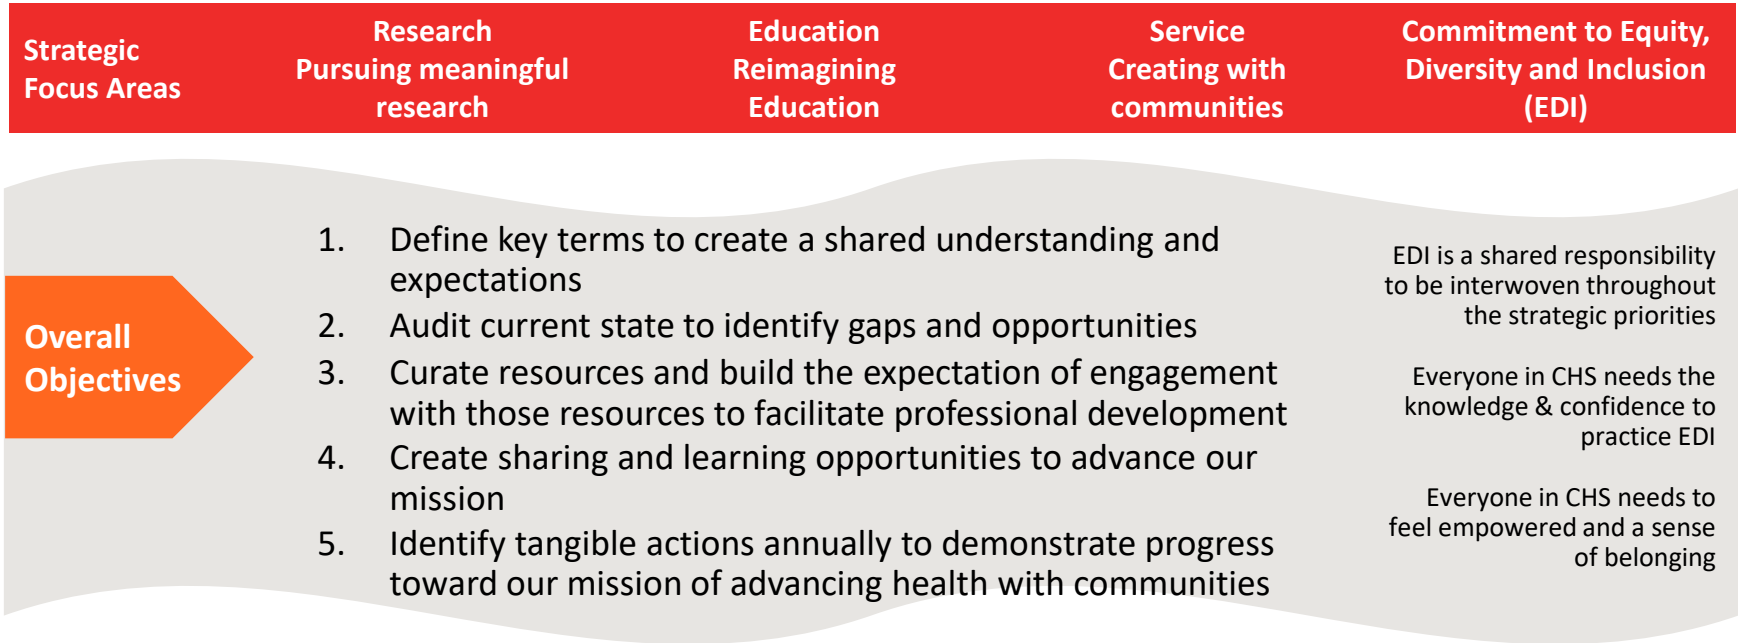 Strategic
Focus Areas
Research
Pursuing meaningful
research
Education
Reimagining
Education
Service
Creating with
communities
Commitment to Equity,
Diversity and Inclusion
(EDI)
Overall
Objectives
1. Define key terms to create a shared understanding and
expectations
2. Audit current state to identify gaps and opportunities
3. Curate resources and build the expectation of engagement
with those resources to facilitate professional development
4. Create sharing and learning opportunities to advance our
mission
5. Identify tangible actions annually to demonstrate progress
toward our mission of advancing health with communities
EDI is a shared responsibility
to be interwoven throughout
the strategic priorities
Everyone in CHS needs the
knowledge & confidence to
practice EDI
Everyone in CHS needs to
feel empowered and a sense
of belonging